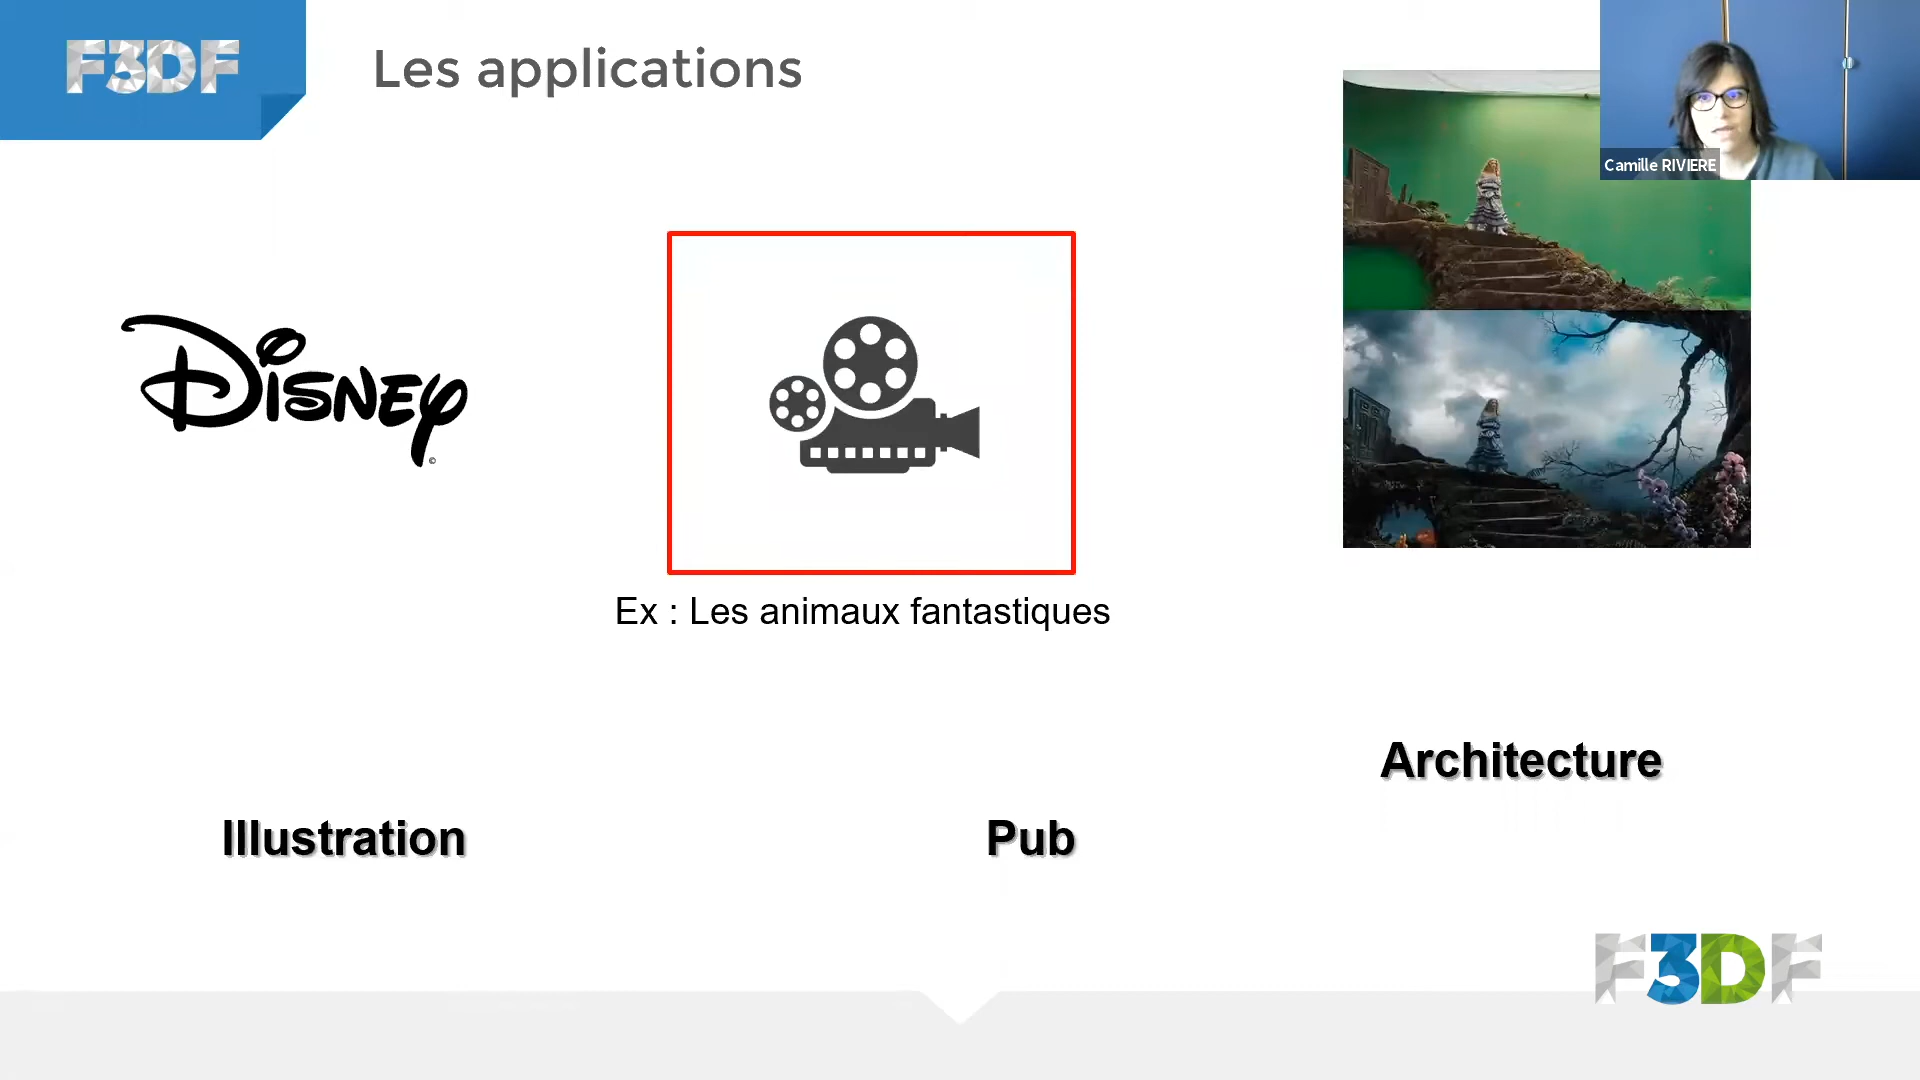 F3DF
Les applications
Camille RIVIERE
Disney
©
Ex : Les animaux fantastiques
Architecture
Illustration
Pub
F3DF